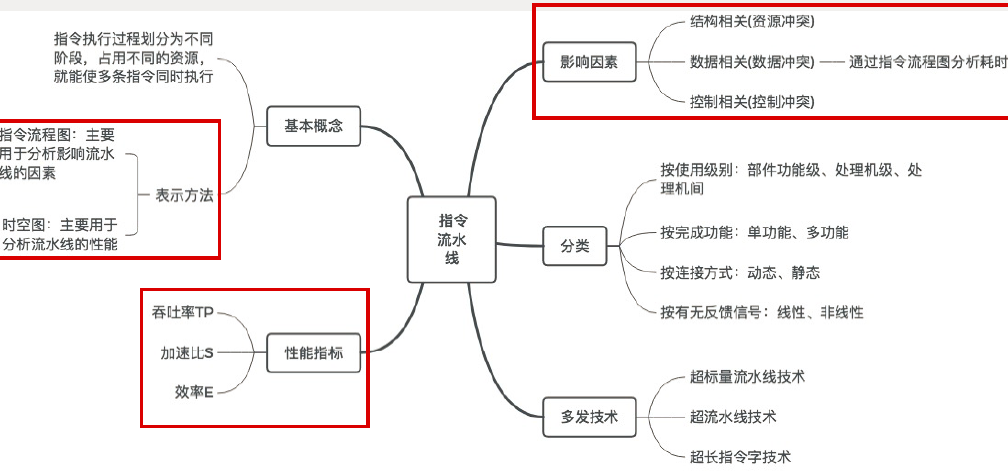 指令执行过程划分为不同
阶段，占用不同的资源，
就能使多条指令同时执行
基本概念
指令流程图：主要
用于分析影响流水
线的因素
表示方法
时空图：主要用于
分析流水线的性能
吞吐率TP
加速比S
效率E
性能指标
指令
流水
线
影响因素
结构相关(资源冲突)
数据相关(数据冲突)
通过指令流程图分析耗时
控制相关(控制冲突)
分类
按使用级别：部件功能级、处理机级、处
理机间
按完成功能：单功能、多功能
按连接方式：动态、静态
按有无反馈信号：线性、非线性
多发技术
超标量流水线技术
超流水线技术
超长指令字技术